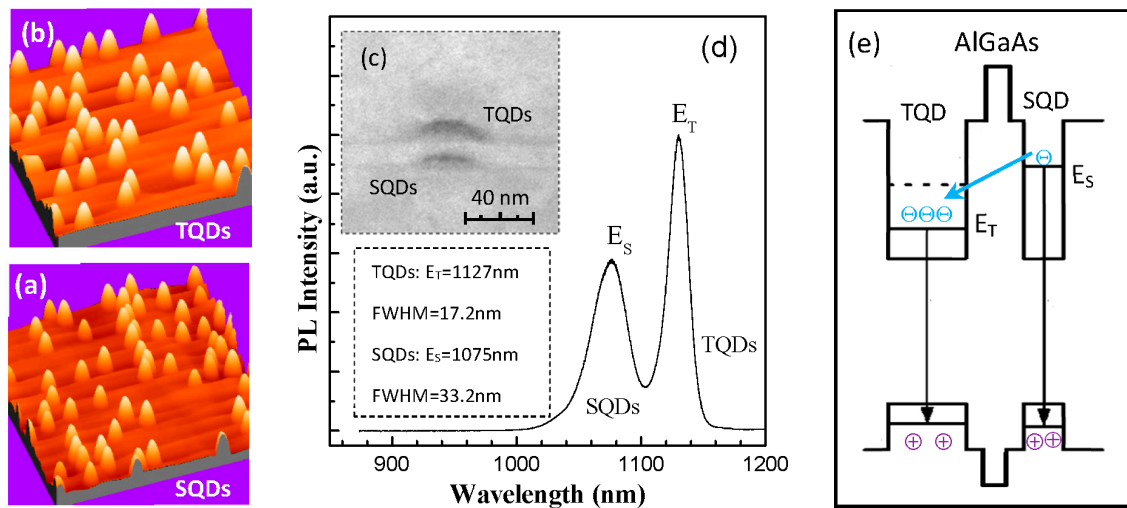 (b)
TQDs
(a)
SQDs
PL Intensity (a.u.)
(c)
TQDs
SQDs
40 nm
(d)
E_T
E_S
TQDs: E_T=1127nm
FWHM=17.2nm
SQDs: E_S=1075nm
FWHM=33.2nm
SQDs
TQDs
900 1000 1100 1200
Wavelength (nm)
(e)
AlGaAs
TQD
SQD
E_S
E_T